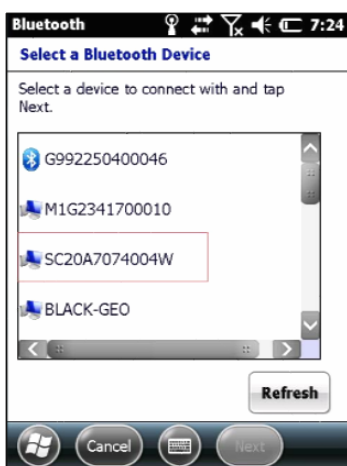 Bluetooth 7:24
Select a Bluetooth Device
Select a device to connect with and tap
Next.
G992250400046
M1G2341700010
SC20A7074004W
BLACK-GEO
Refresh
Cancel Next